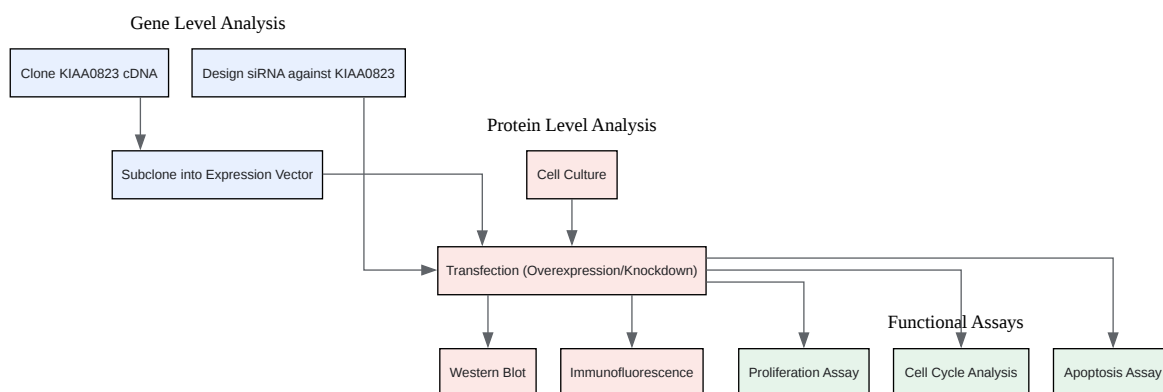 Gene Level Analysis
Clone KIAA0823 cDNA
Design siRNA against KIAA0823
Protein Level Analysis
Subclone into Expression Vector
Cell Culture
Transfection (Overexpression/Knockdown)
Functional Assays
Western Blot
Immunofluorescence
Proliferation Assay
Cell Cycle Analysis
Apoptosis Assay